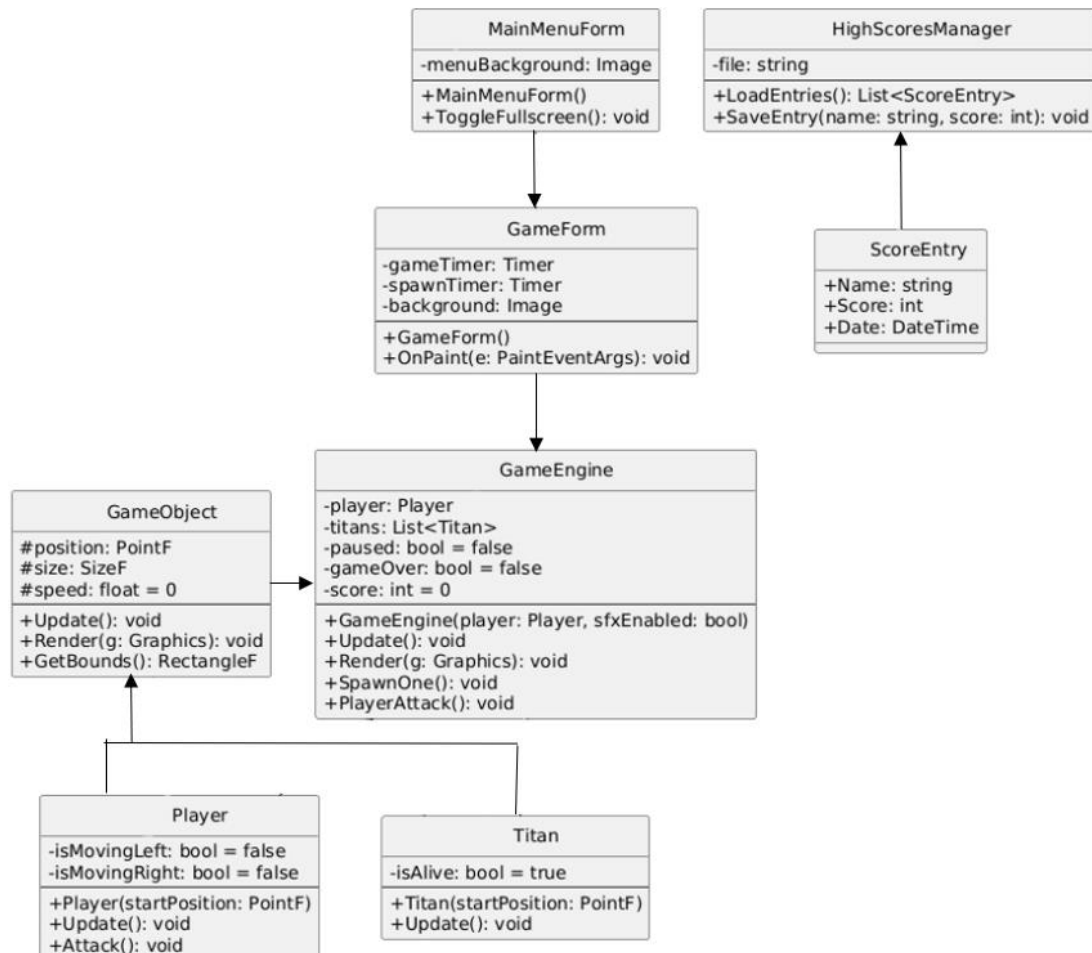 MainMenuForm
-menuBackground: Image
+MainMenuForm()
+ToggleFullscreen(): void
HighScoresManager
-file: string
+LoadEntries(): List<ScoreEntry>
+SaveEntry(name: string, score: int): void
GameForm
-gameTimer: Timer
-spawnTimer: Timer
-background: Image
+GameForm()
+OnPaint(e: PaintEventArgs): void
ScoreEntry
+Name: string
+Score: int
+Date: DateTime
GameEngine
-player: Player
-titans: List<Titan>
-paused: bool = false
-gameOver: bool = false
-score: int = 0
+GameEngine(player: Player, sfxEnabled: bool)
+Update(): void
+Render(g: Graphics): void
+SpawnOne(): void
+PlayerAttack(): void
GameObject
#position: PointF
#size: SizeF
#speed: float = 0
+Update(): void
+Render(g: Graphics): void
+GetBounds(): RectangleF
Player
-isMovingLeft: bool = false
-isMovingRight: bool = false
+Player(startPosition: PointF)
+Update(): void
+Attack(): void
Titan
-isAlive: bool = true
+Titan(startPosition: PointF)
+Update(): void